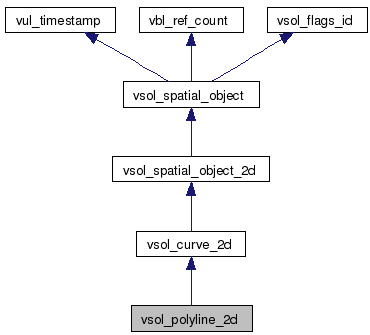 vul_timestamp vbl_ref_count vsol_flags_id
vsol_spatial_object
vsol_spatial_object_2d
vsol_curve_2d
vsol_polyline_2d